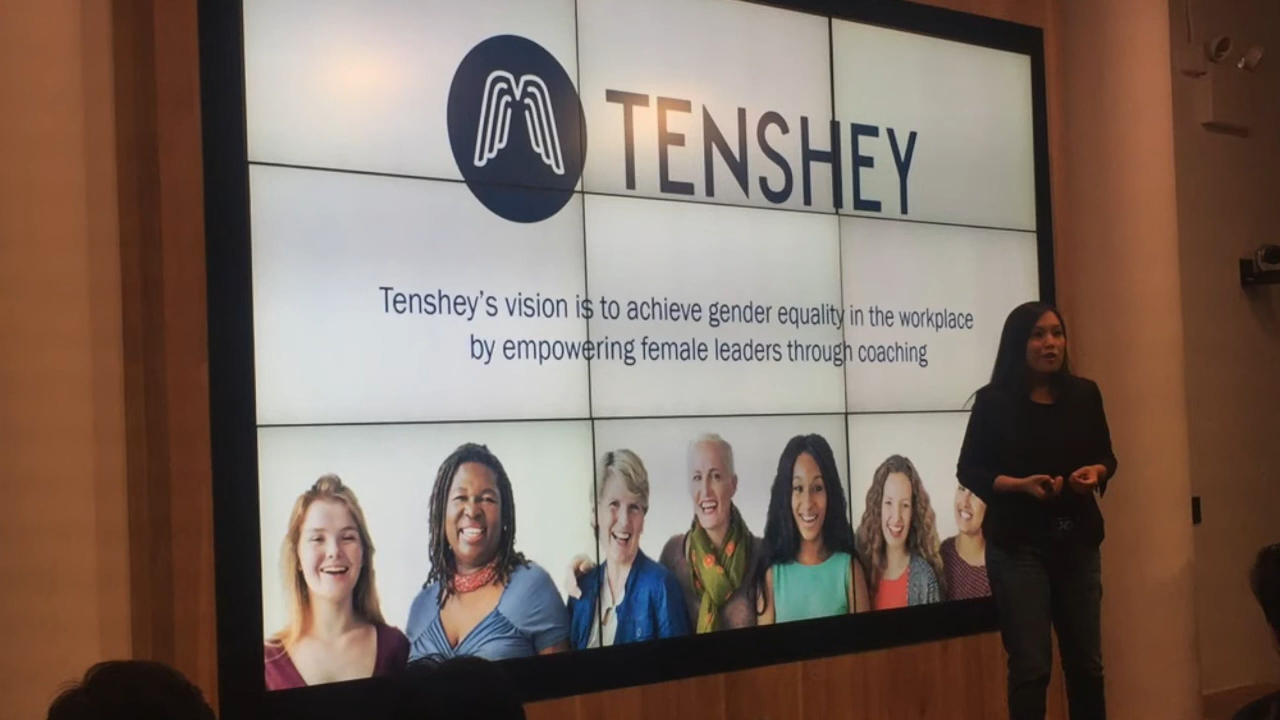 TENSHEY
Tenshey's vision is to achieve gender equality in the workplace
by empowering female leaders through coaching